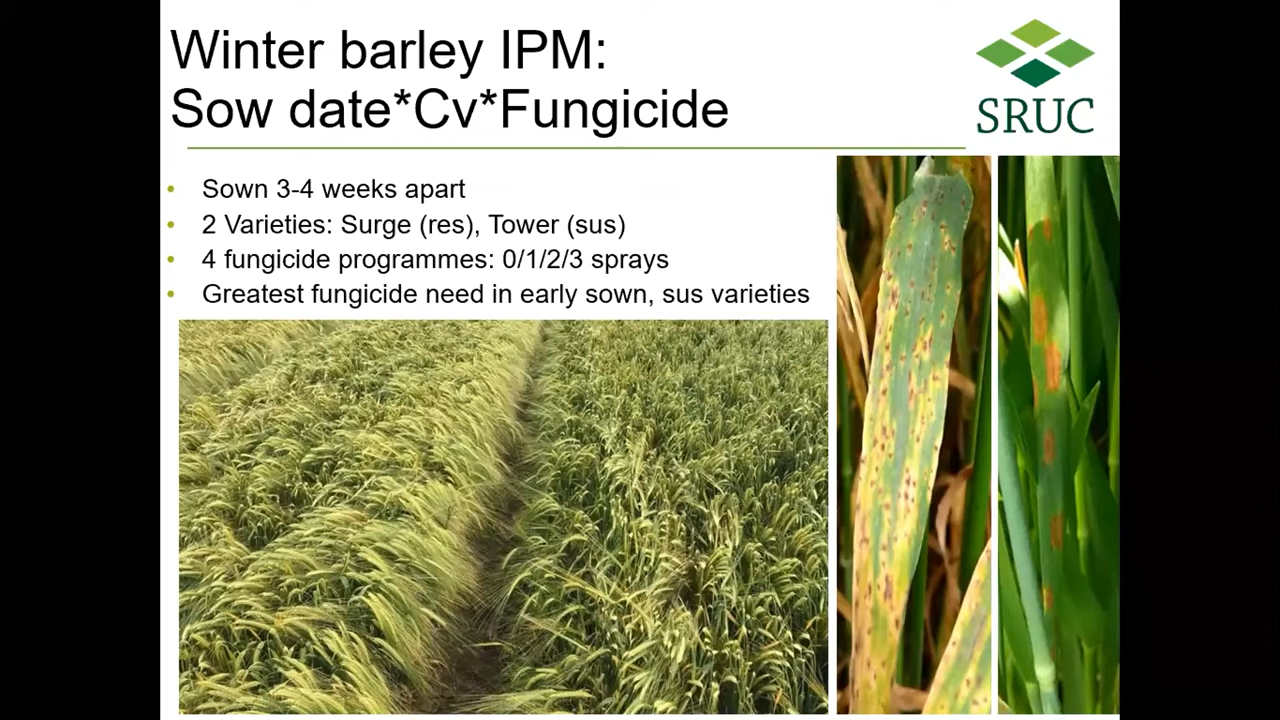 Winter barley IPM:
Sow date*Cv*Fungicide
SRUC
• Sown 3-4 weeks apart
• 2 Varieties: Surge (res), Tower (sus)
• 4 fungicide programmes: 0/1/2/3 sprays
• Greatest fungicide need in early sown, sus varieties